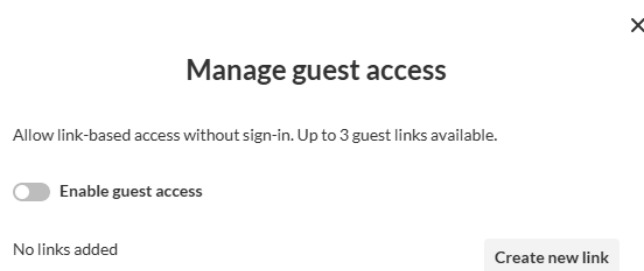 Manage guest access
Allow link-based access without sign-in. Up to 3 guest links available.
Enable guest access
No links added
Create new link